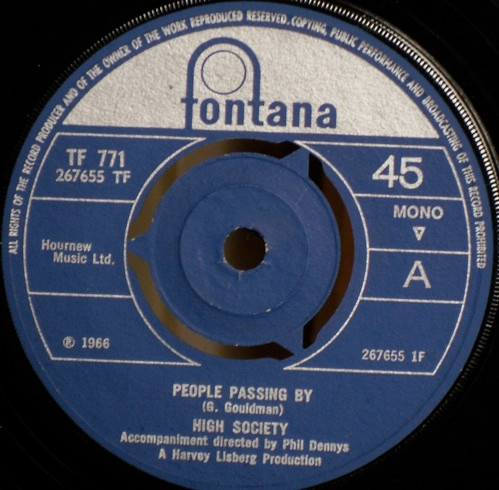 ALL RIGHTS OF THE RECORD PRODUCER AND OF THE OWNER OF THE WORK REPRODUCED RESERVED. COPYING, PUBLIC PERFORMANCE AND BROADCASTING OF THIS RECORD PROHIBITED
fontana
TF 771
267655 TF
45
MONO
Hournew
Music Ltd.
A
℗ 1966
267655 1F
PEOPLE PASSING BY
(G. Gouldman)
HIGH SOCIETY
Accompaniment directed by Phil Dennys
A Harvey Lisberg Production